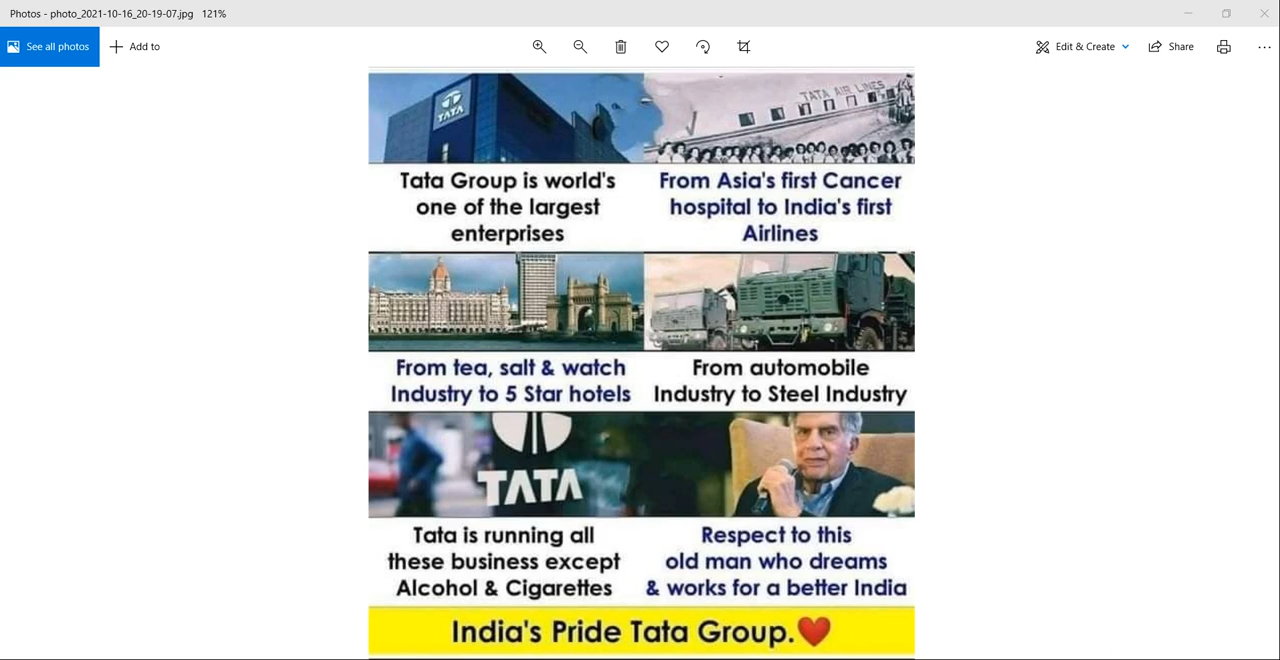 Photos - photo_2021-10-16_20-19-07.jpg   121%
See all photos
Add to
Edit & Create
Share
TATA
TATA AIR LINES
Tata Group is world's
one of the largest
enterprises
From Asia's first Cancer
hospital to India's first
Airlines
From tea, salt & watch
Industry to 5 Star hotels
From automobile
Industry to Steel Industry
TATA
Tata is running all
these business except
Alcohol & Cigarettes
Respect to this
old man who dreams
& works for a better India
India's Pride Tata Group.❤️